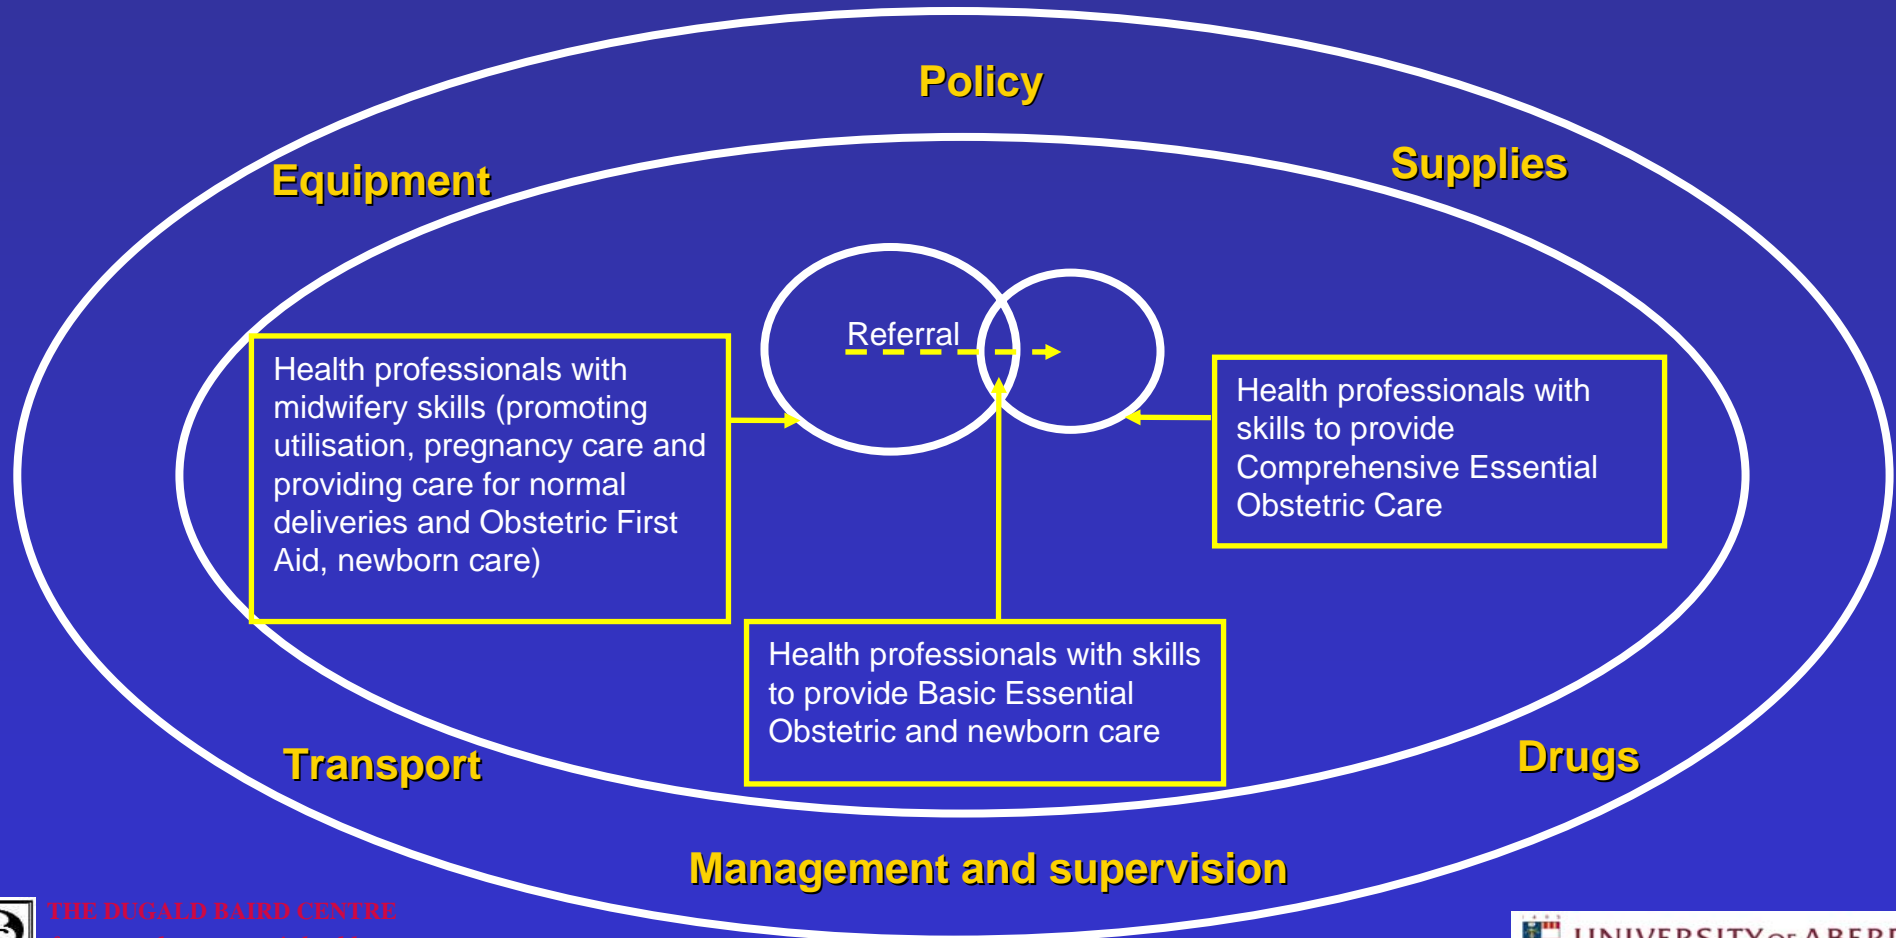 Policy
Equipment
Supplies
Referral
Health professionals with
midwifery skills (promoting
utilisation, pregnancy care and
providing care for normal
deliveries and Obstetric First
Aid, newborn care)
Health professionals with
skills to provide
Comprehensive Essential
Obstetric Care
Health professionals with skills
to provide Basic Essential
Obstetric and newborn care
Transport
Drugs
Management and supervision
THE DUGALD BAIRD CENTRE
UNIVERSITY OF